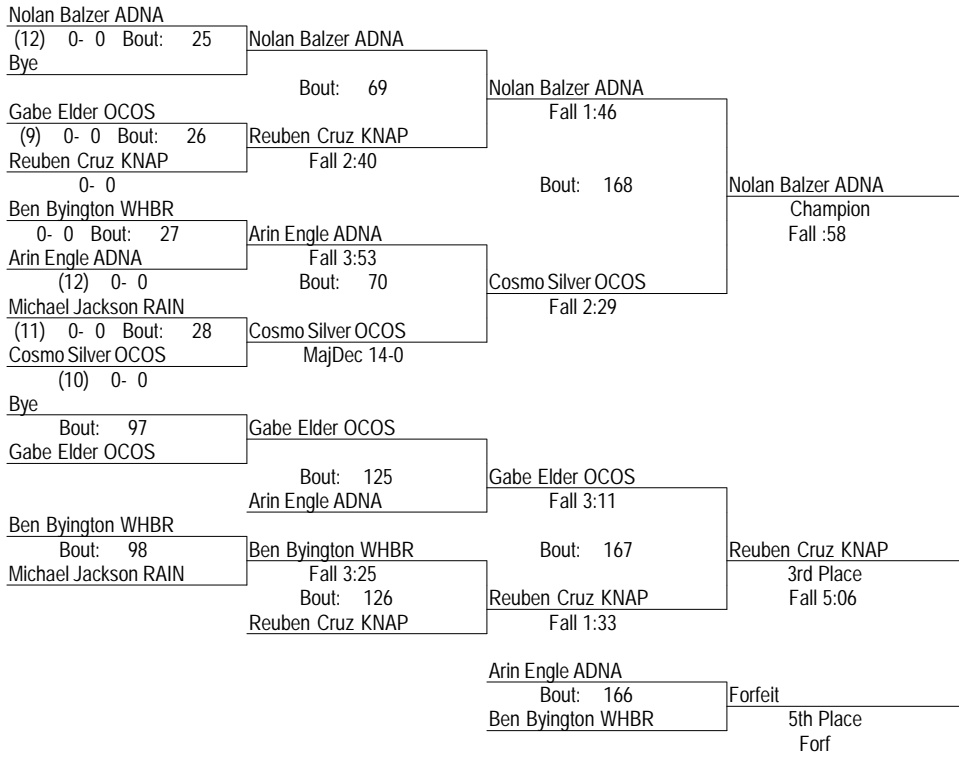 Nolan Balzer ADNA
(12) 0- 0 Bout: 25 Nolan Balzer ADNA
Bye
Bout: 69 Nolan Balzer ADNA
Gabe Elder OCOS Fall 1:46
(9) 0- 0 Bout: 26 Reuben Cruz KNAP
Reuben Cruz KNAP Fall 2:40
0- 0 Bout: 168 Nolan Balzer ADNA
Ben Byington WHBR Champion
0- 0 Bout: 27 Arin Engle ADNA Fall :58
Arin Engle ADNA Fall 3:53
(12) 0- 0 Bout: 70 Cosmo Silver OCOS
Michael Jackson RAIN Fall 2:29
(11) 0- 0 Bout: 28 Cosmo Silver OCOS
Cosmo Silver OCOS MajDec 14-0
(10) 0- 0
Bye
Bout: 97 Gabe Elder OCOS
Gabe Elder OCOS
Bout: 125 Gabe Elder OCOS
Arin Engle ADNA Fall 3:11
Ben Byington WHBR
Bout: 98 Ben Byington WHBR Bout: 167 Reuben Cruz KNAP
Michael Jackson RAIN Fall 3:25 3rd Place
Bout: 126 Reuben Cruz KNAP Fall 5:06
Reuben Cruz KNAP Fall 1:33
Arin Engle ADNA
Bout: 166 Forfeit
Ben Byington WHBR 5th Place
Forf